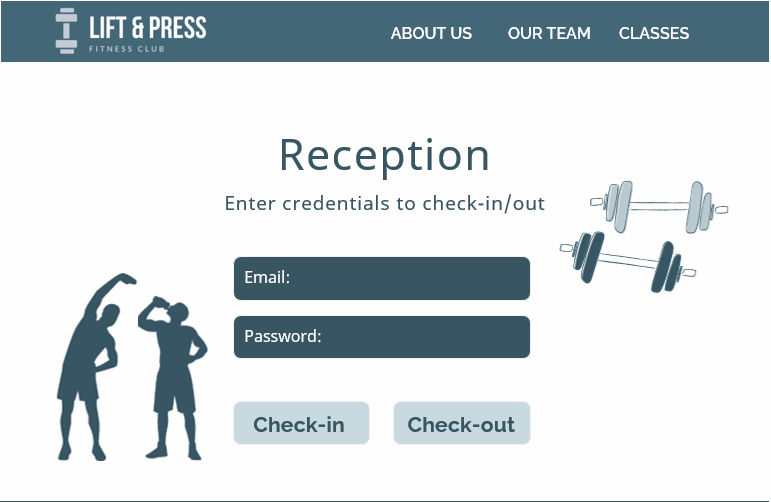 LIFT & PRESS
FITNESS CLUB
ABOUT US OUR TEAM CLASSES
Reception
Enter credentials to check-in/out
Email:
Password:
Check-in Check-out